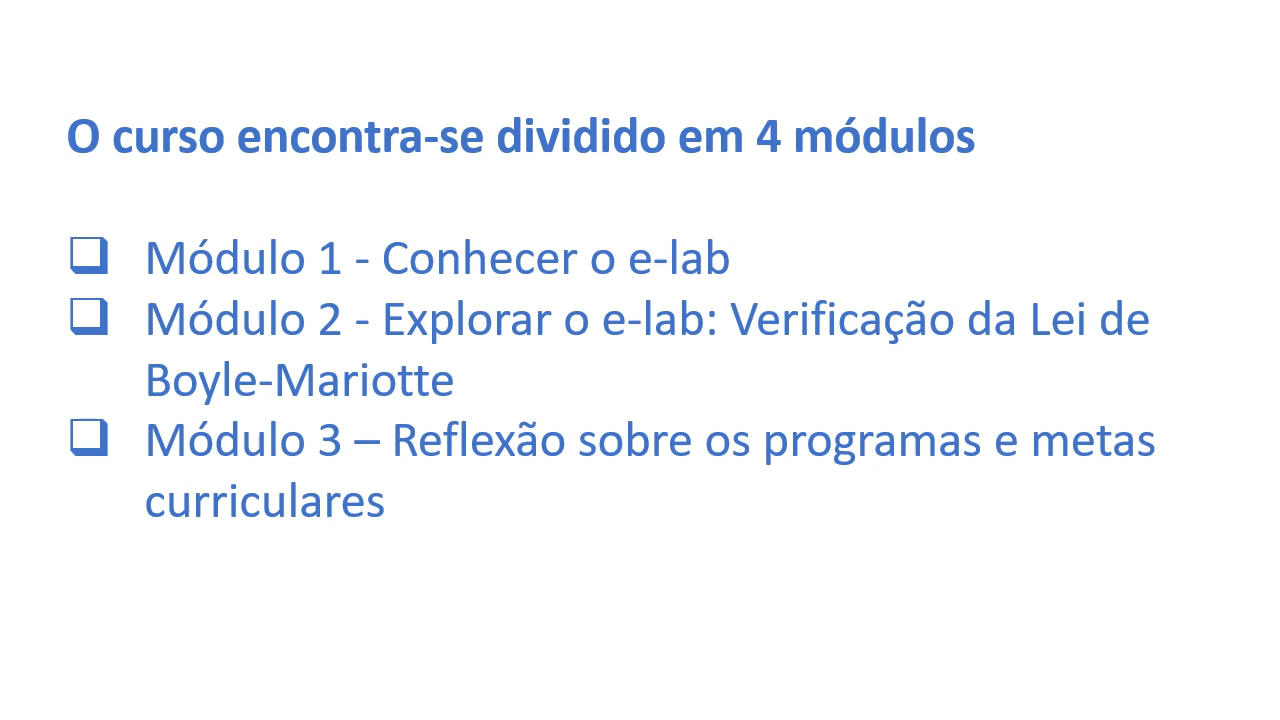 O curso encontra-se dividido em 4 módulos
❑ Módulo 1 - Conhecer o e-lab
❑ Módulo 2 - Explorar o e-lab: Verificação da Lei de
Boyle-Mariotte
❑ Módulo 3 – Reflexão sobre os programas e metas
curriculares